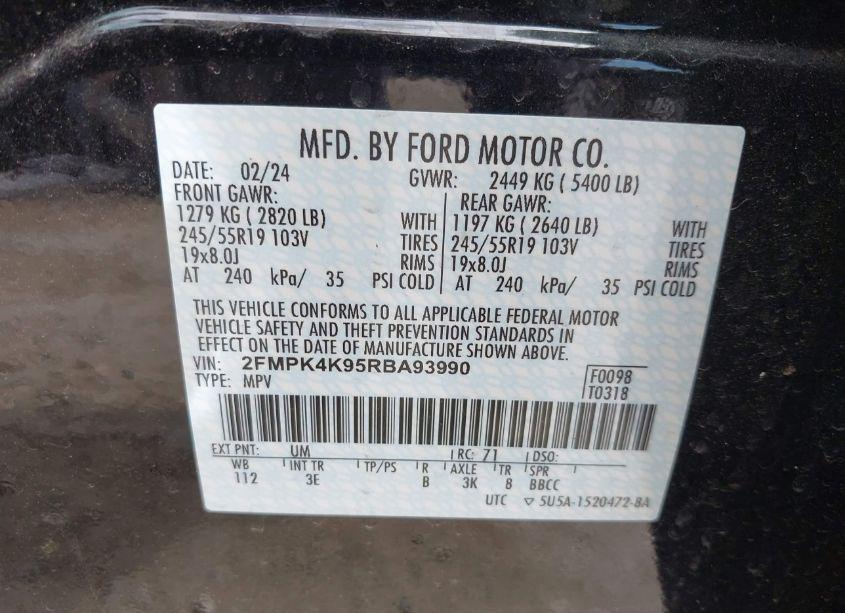 MFD. BY FORD MOTOR CO.
DATE: 02/24 GVWR: 2449 KG ( 5400 LB)
FRONT GAWR: REAR GAWR:
1279 KG ( 2820 LB) WITH 1197 KG ( 2640 LB) WITH
245/55R19 103V TIRES 245/55R19 103V TIRES
19x8.0J RIMS 19x8.0J RIMS
AT 240 kPa/ 35 PSI COLD AT 240 kPa/ 35 PSI COLD
THIS VEHICLE CONFORMS TO ALL APPLICABLE FEDERAL MOTOR
VEHICLE SAFETY AND THEFT PREVENTION STANDARDS IN
EFFECT ON THE DATE OF MANUFACTURE SHOWN ABOVE.
VIN: 2FMPK4K95RBA93990
TYPE: MPV F0098
T0318
EXT PNT: UM RC: 71 DSO:
WB INT TR TP/PS R AXLE TR SPR
112 3E B 3K 8 BBCC
UTC ▽ 5U5A-1520472-BA